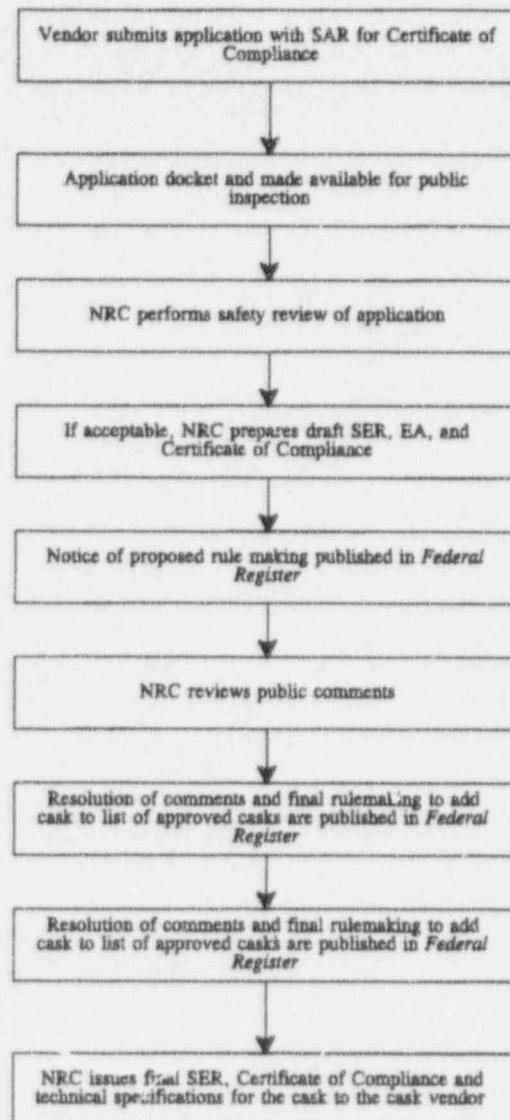 Vendor submits application with SAR for Certificate of
Compliance
Application docket and made available for public
inspection
NRC performs safety review of application
If acceptable, NRC prepares draft SER, EA, and
Certificate of Compliance
Notice of proposed rule making published in Federal
Register
NRC reviews public comments
Resolution of comments and final rulemaking to add
cask to list of approved casks are published in Federal
Register
Resolution of comments and final rulemaking to add
cask to list of approved casks are published in Federal
Register
NRC issues final SER, Certificate of Compliance and
technical specifications for the cask to the cask vendor